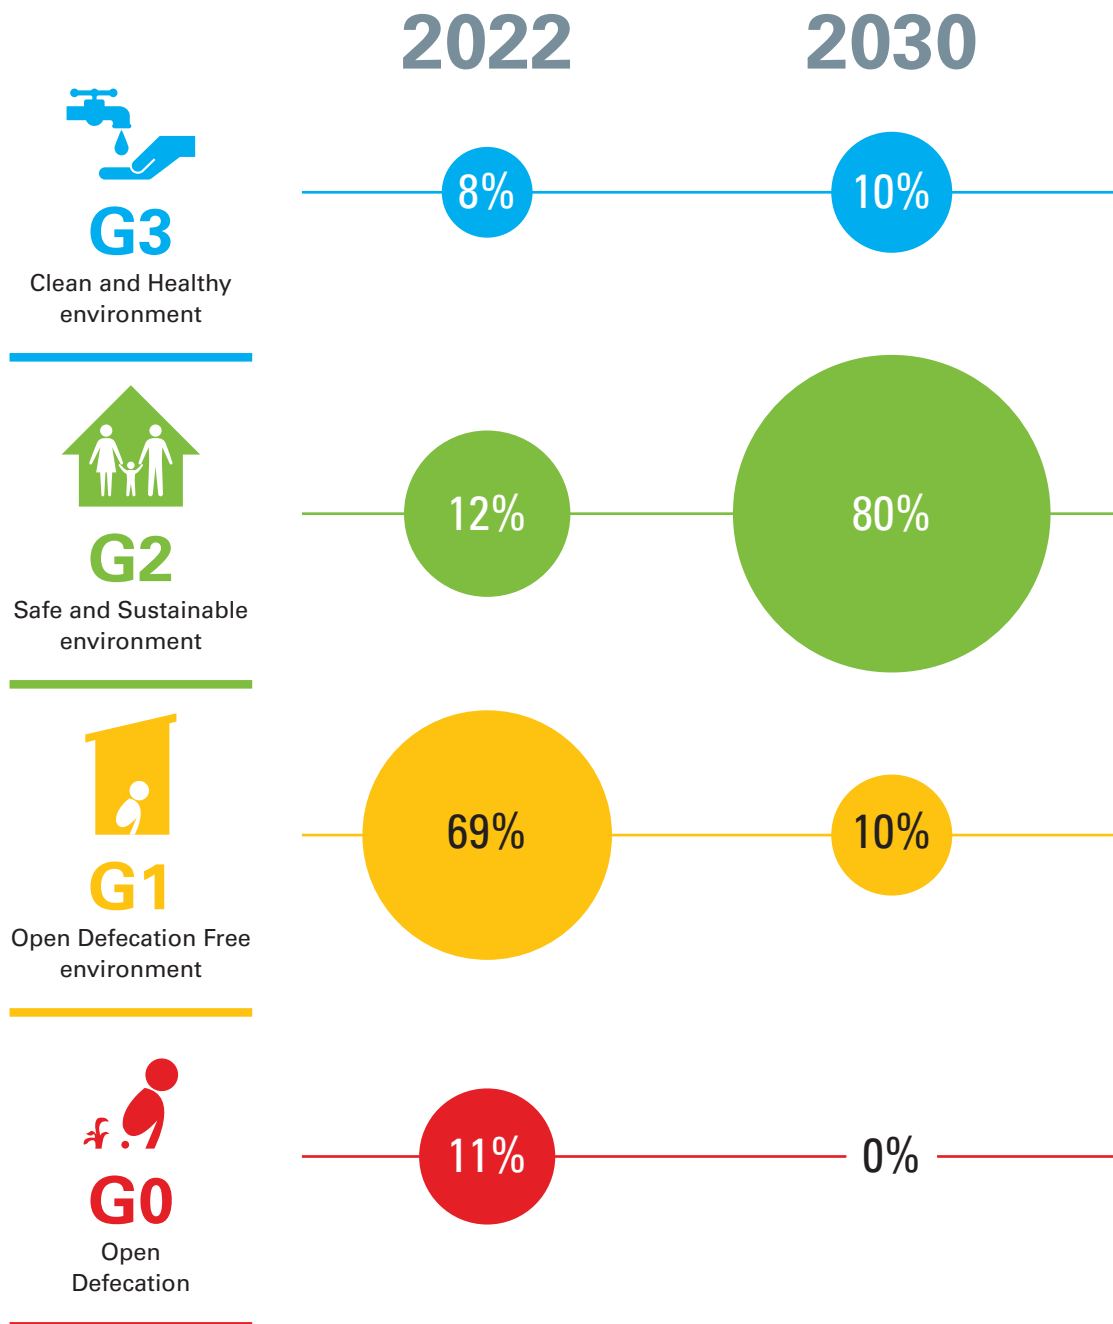 2022 2030
G3
Clean and Healthy
environment
8% 10%
G2
Safe and Sustainable
environment
12% 80%
G1
Open Defecation Free
environment
69% 10%
G0
Open
Defecation
11% 0%